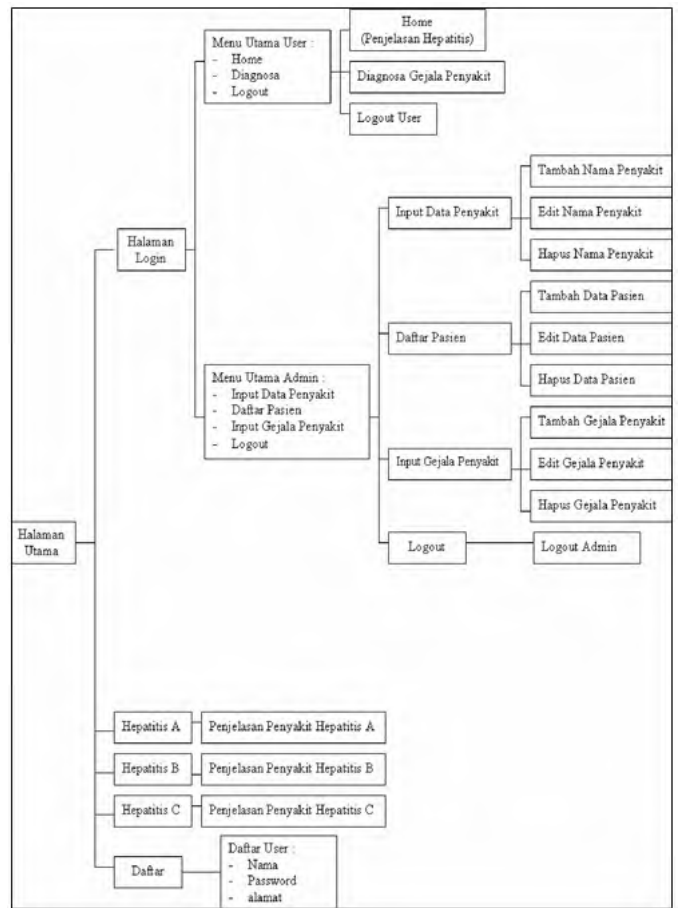 Home
(Penjelasan Hepatitis)
Menu Utama User :
- Home
- Diagnosa
- Logout
Diagnosa Gejala Penyakit
Logout User
Tambah Nama Penyakit
Input Data Penyakit
Edit Nama Penyakit
Hapus Nama Penyakit
Halaman
Login
Tambah Data Pasien
Daftar Pasien
Edit Data Pasien
Hapus Data Pasien
Menu Utama Admin :
- Input Data Penyakit
- Daftar Pasien
- Input Gejala Penyakit
- Logout
Tambah Gejala Penyakit
Input Gejala Penyakit
Edit Gejala Penyakit
Hapus Gejala Penyakit
Halaman
Utama
Logout
Logout Admin
Hepatitis A
Penjelasan Penyakit Hepatitis A
Hepatitis B
Penjelasan Penyakit Hepatitis B
Hepatitis C
Penjelasan Penyakit Hepatitis C
Daftar
Daftar User :
- Nama
- Password
- alamat